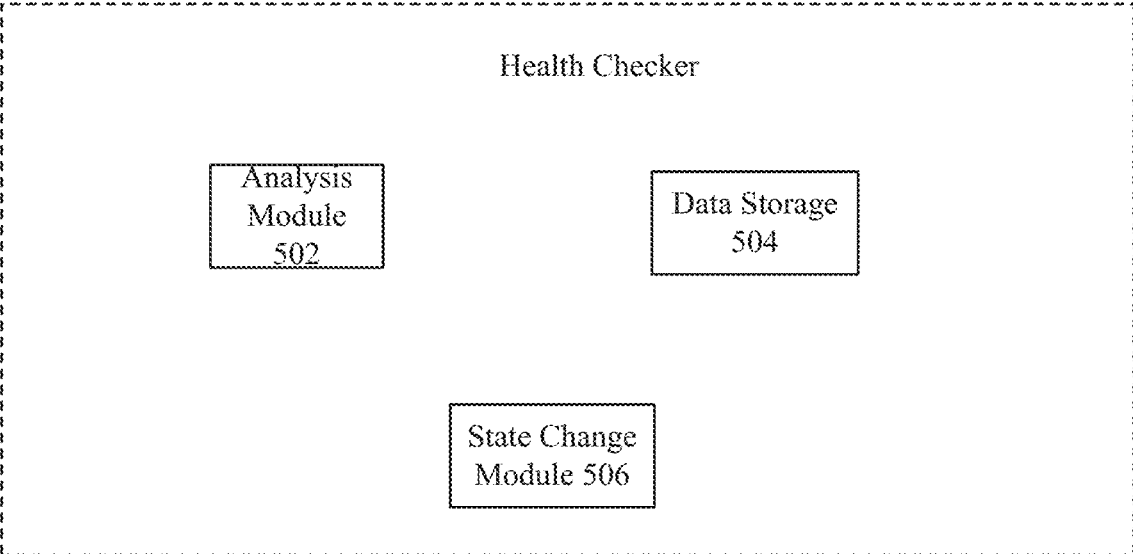 Health Checker
Analysis
Module
502
Data Storage
504
State Change
Module 506